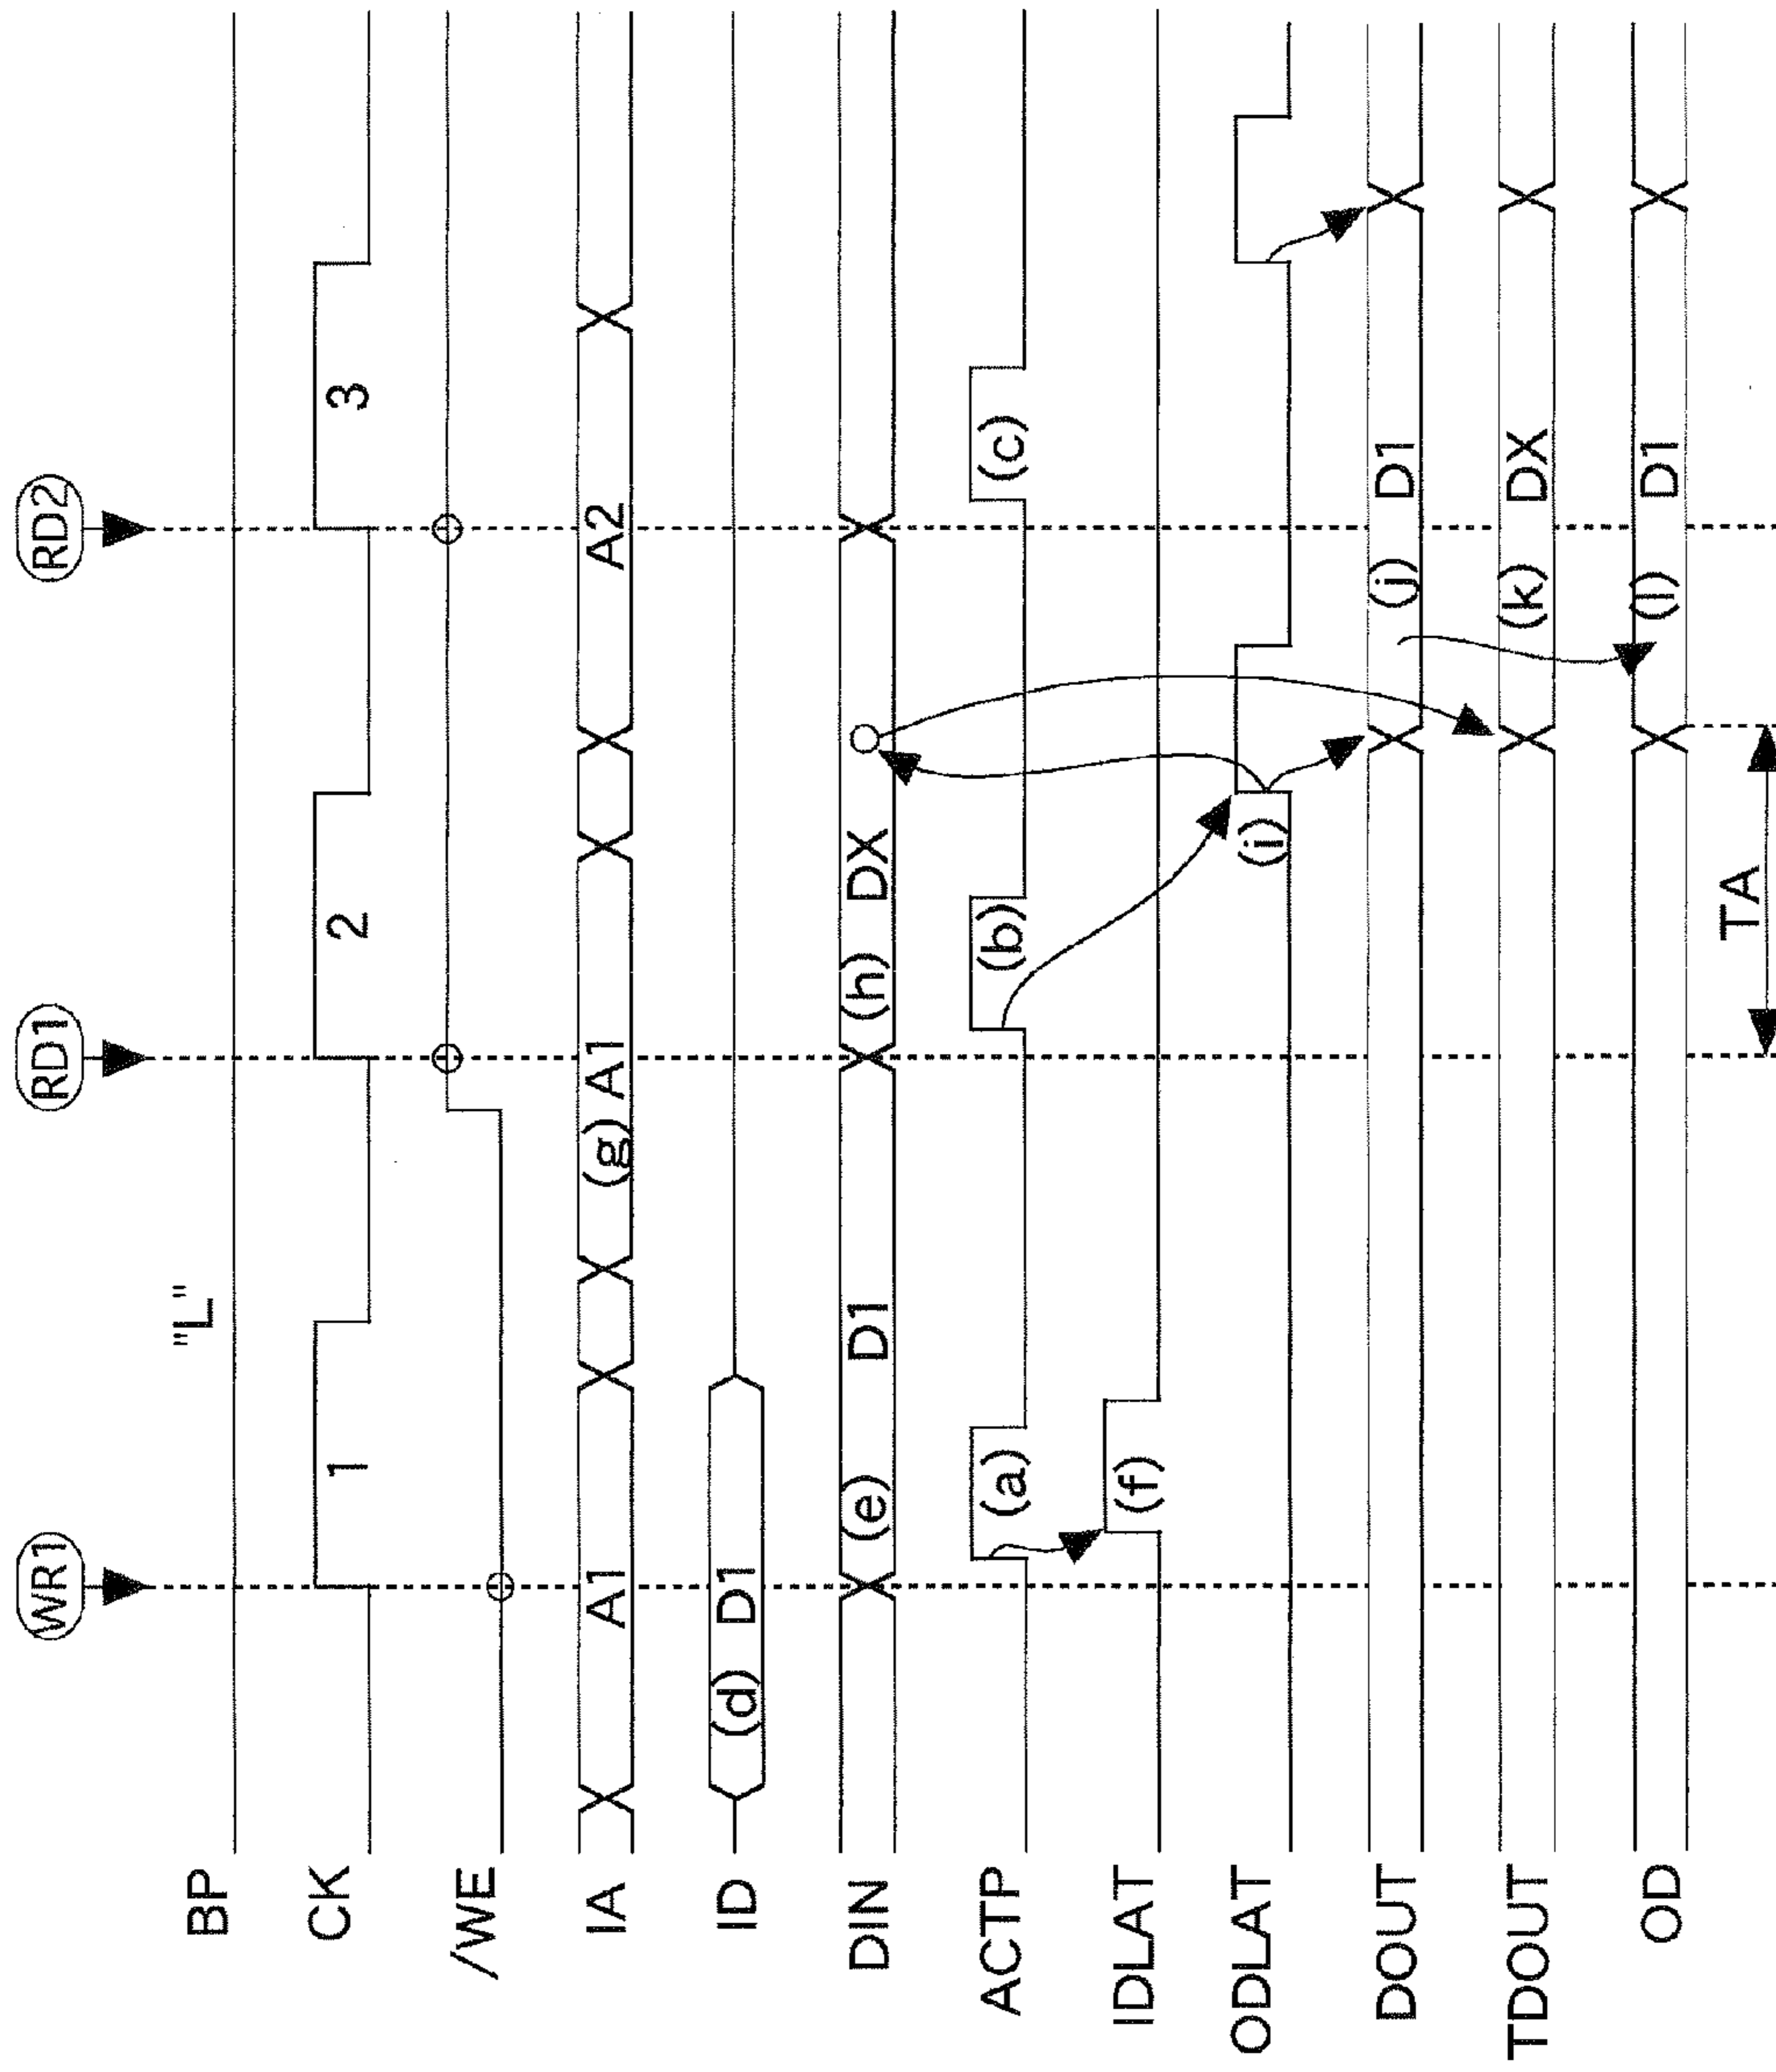 WR1 RD1 RD2
BP "L"
CK 1 2 3
/WE
IA A1 (g) A1 A2
ID (d) D1
DIN (e) D1 (h) DX
ACTP (a) (b) (c)
IDLAT (f)
ODLAT (i)
DOUT (j) D1
TDOUT (k) DX
OD (l) D1
TA